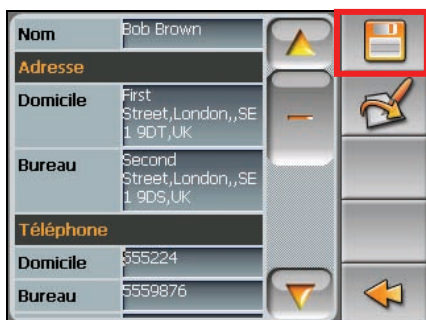 Nom Bob Brown
Adresse
Domicile First
Street,London,,SE
1 9DT,UK
Bureau Second
Street,London,,SE
1 9DS,UK
Téléphone
Domicile 555224
Bureau 5559876